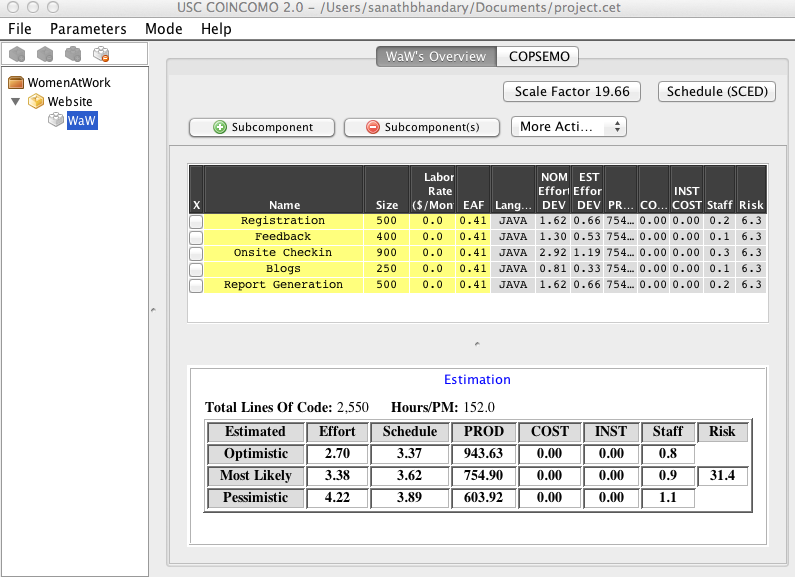 USC COINCOMO 2.0 – /Users/sanathbhandary/Documents/project.cet
File Parameters Mode Help
WaW's Overview COPSEMO
WomenAtWork
Website
WaW
Scale Factor 19.66 Schedule (SCED)
Subcomponent Subcomponent(s) More Acti...
X Name Size Labor Rate ($/Mon EAF Lang... NOM Effort DEV EST Effor DEV PR... CO... INST COST Staff Risk
Registration 500 0.0 0.41 JAVA 1.62 0.66 754... 0.00 0.00 0.2 6.3
Feedback 400 0.0 0.41 JAVA 1.30 0.53 754... 0.00 0.00 0.1 6.3
Onsite Checkin 900 0.0 0.41 JAVA 2.92 1.19 754... 0.00 0.00 0.3 6.3
Blogs 250 0.0 0.41 JAVA 0.81 0.33 754... 0.00 0.00 0.1 6.3
Report Generation 500 0.0 0.41 JAVA 1.62 0.66 754... 0.00 0.00 0.2 6.3
Estimation
Total Lines Of Code: 2,550 Hours/PM: 152.0
Estimated Effort Schedule PROD COST INST Staff Risk
Optimistic 2.70 3.37 943.63 0.00 0.00 0.8
Most Likely 3.38 3.62 754.90 0.00 0.00 0.9 31.4
Pessimistic 4.22 3.89 603.92 0.00 0.00 1.1